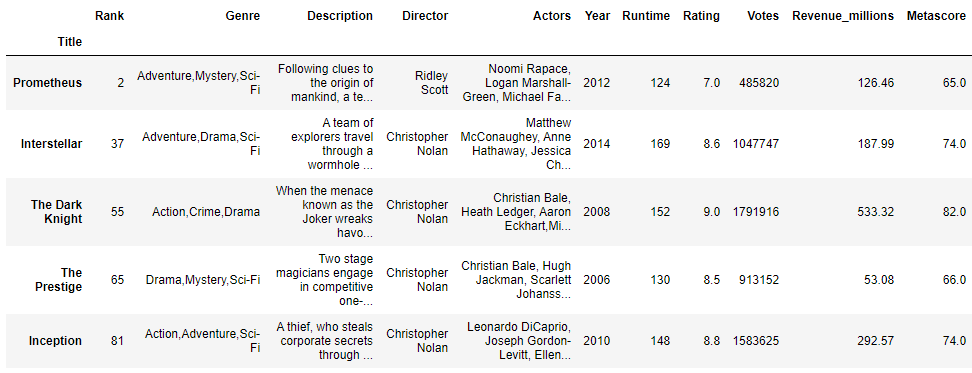 Rank Genre Description Director Actors Year Runtime Rating Votes Revenue_millions Metascore
Title
Prometheus 2 Adventure,Mystery,Sci-Fi Following clues to the origin of mankind, a te... Ridley Scott Noomi Rapace, Logan Marshall-Green, Michael Fa... 2012 124 7.0 485820 126.46 65.0
Interstellar 37 Adventure,Drama,Sci-Fi A team of explorers travel through a wormhole ... Christopher Nolan Matthew McConaughey, Anne Hathaway, Jessica Ch... 2014 169 8.6 1047747 187.99 74.0
The Dark Knight 55 Action,Crime,Drama When the menace known as the Joker wreaks havo... Christopher Nolan Christian Bale, Heath Ledger, Aaron Eckhart,Mi... 2008 152 9.0 1791916 533.32 82.0
The Prestige 65 Drama,Mystery,Sci-Fi Two stage magicians engage in competitive one-... Christopher Nolan Christian Bale, Hugh Jackman, Scarlett Johanss... 2006 130 8.5 913152 53.08 66.0
Inception 81 Action,Adventure,Sci-Fi A thief, who steals corporate secrets through ... Christopher Nolan Leonardo DiCaprio, Joseph Gordon-Levitt, Ellen... 2010 148 8.8 1583625 292.57 74.0